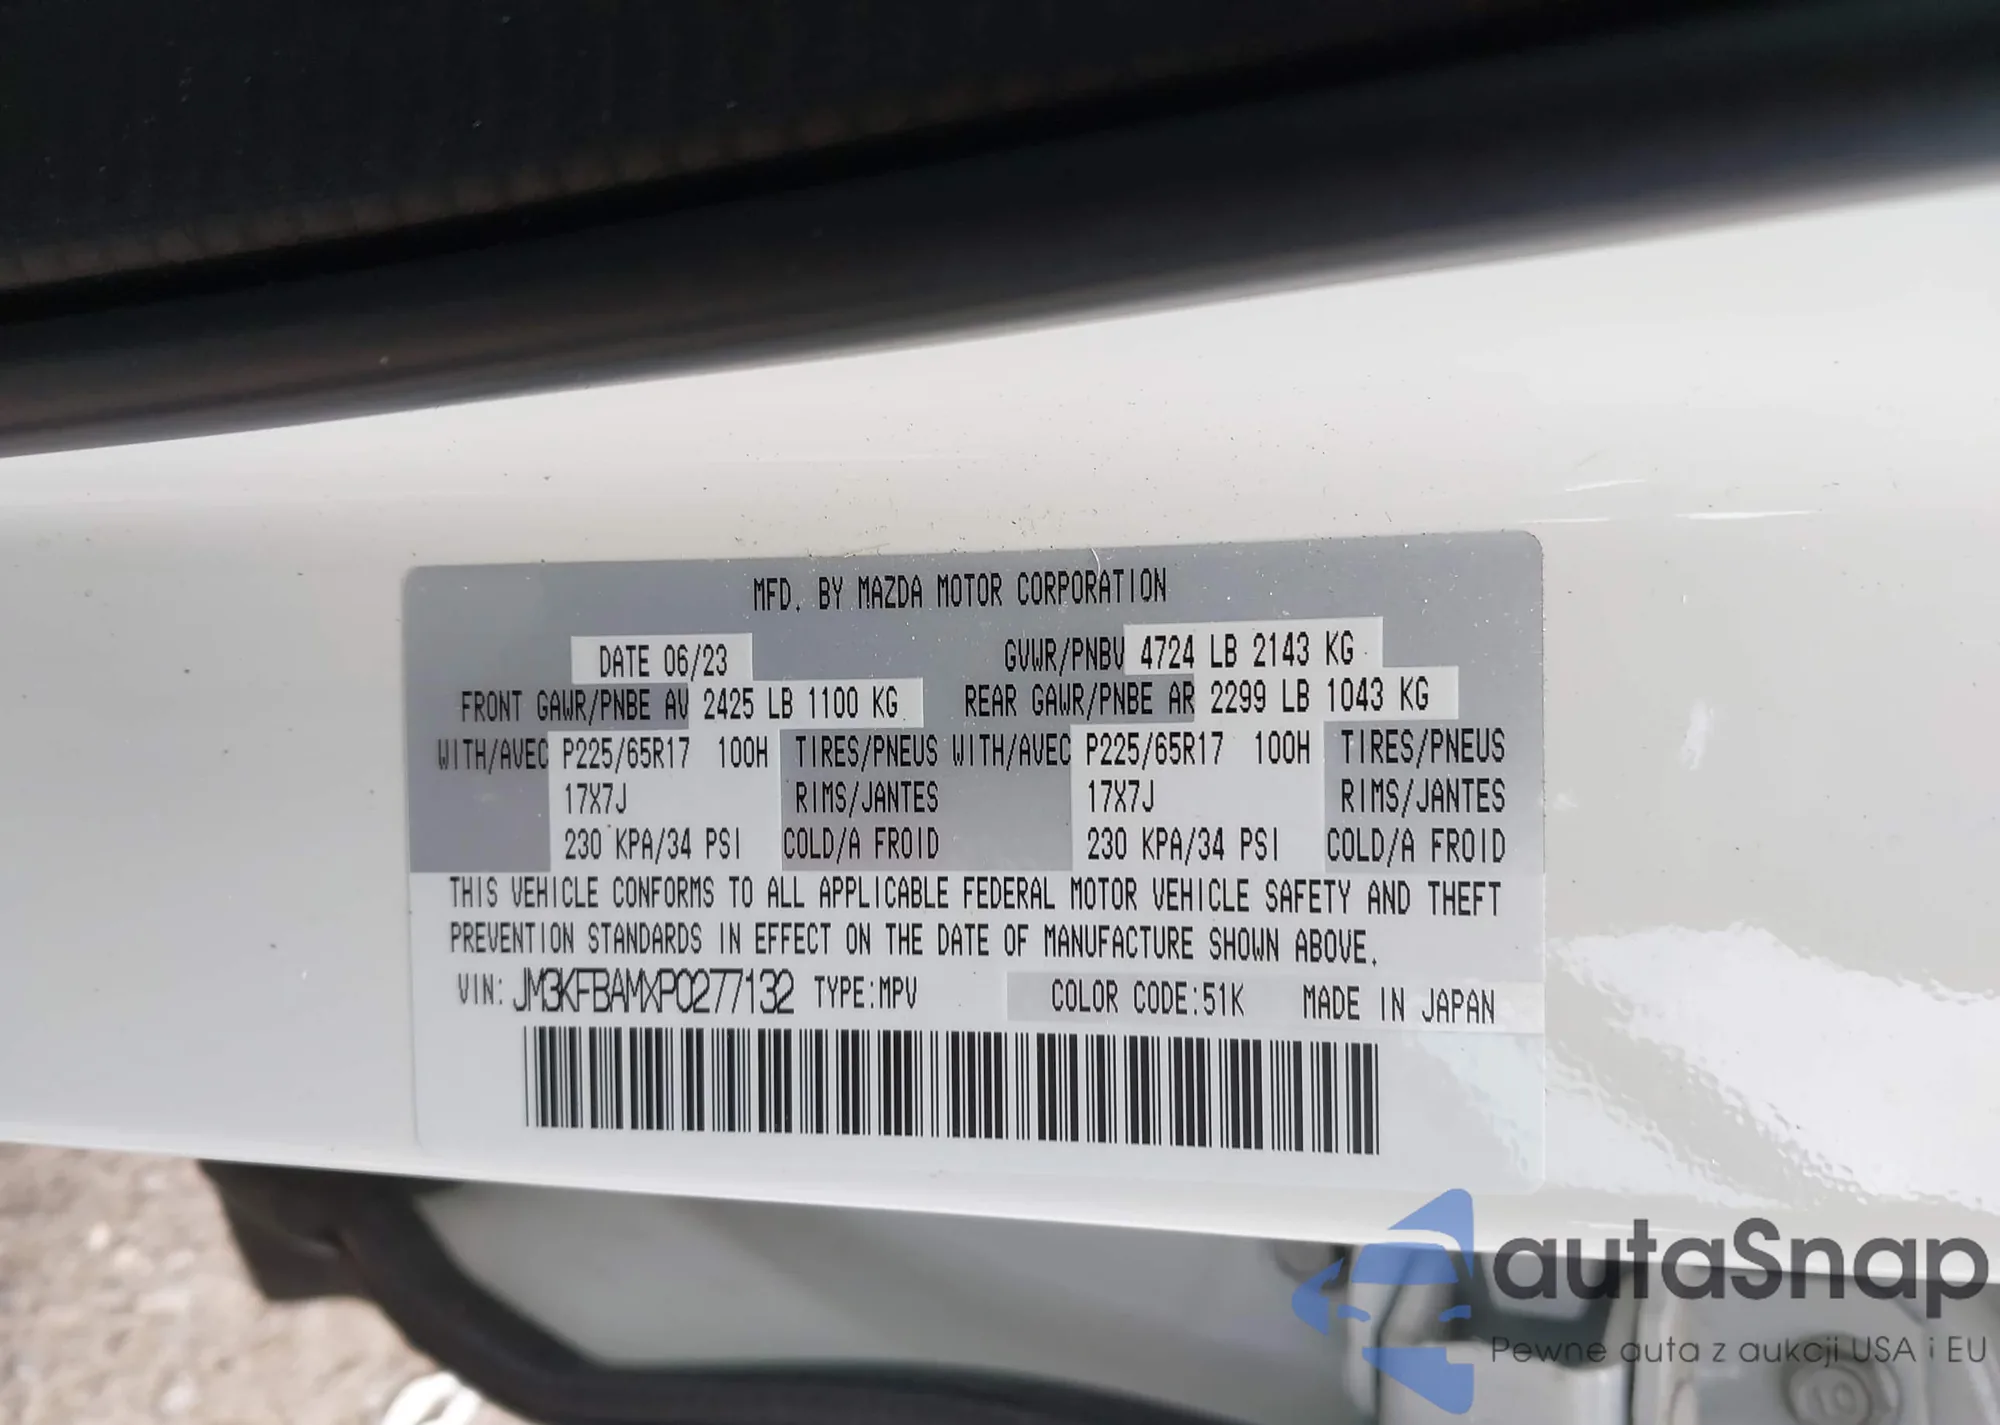 MFD. BY MAZDA MOTOR CORPORATION
DATE 06/23 GVWR/PNBV 4724 LB 2143 KG
FRONT GAWR/PNBE AV 2425 LB 1100 KG REAR GAWR/PNBE AR 2299 LB 1043 KG
WITH/AVEC P225/65R17 100H TIRES/PNEUS WITH/AVEC P225/65R17 100H TIRES/PNEUS
17X7J RIMS/JANTES 17X7J RIMS/JANTES
230 KPA/34 PSI COLD/A FROID 230 KPA/34 PSI COLD/A FROID
THIS VEHICLE CONFORMS TO ALL APPLICABLE FEDERAL MOTOR VEHICLE SAFETY AND THEFT
PREVENTION STANDARDS IN EFFECT ON THE DATE OF MANUFACTURE SHOWN ABOVE.
VIN: JM3KFBAMXP0277132 TYPE:MPV COLOR CODE:51K MADE IN JAPAN
autaSnap
Pewne auta z aukcji USA i EU
10